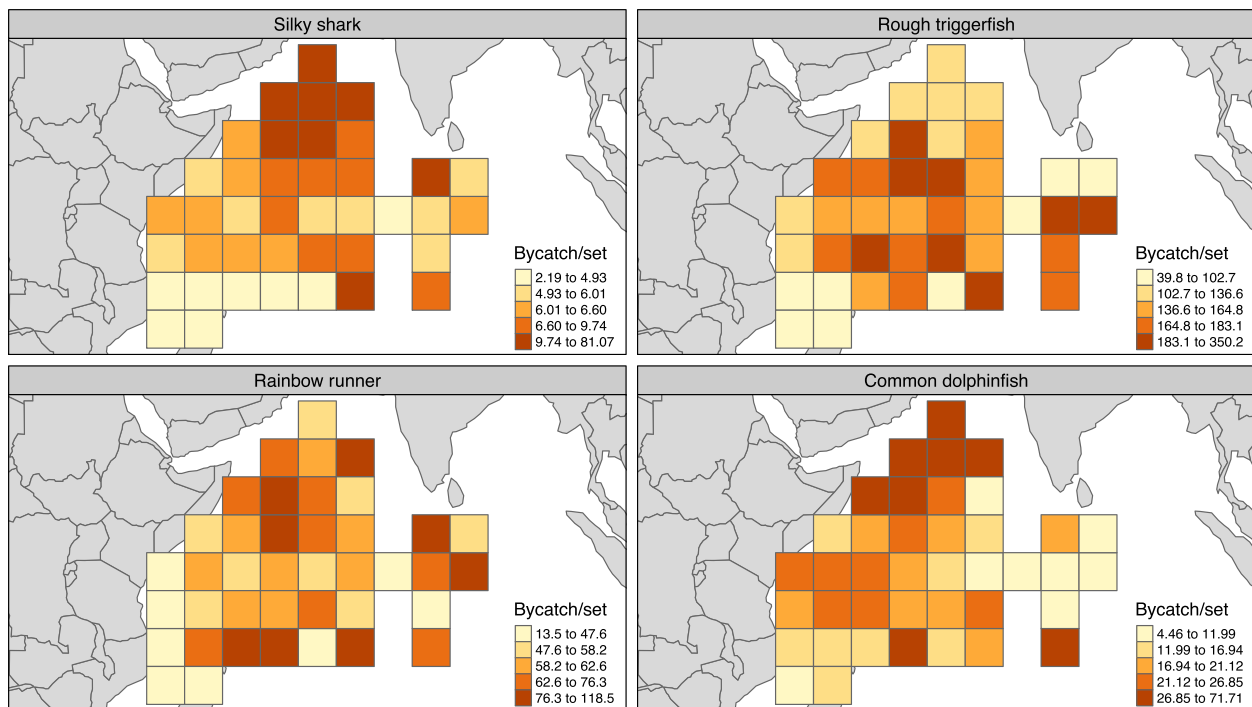 Silky shark
Bycatch/set
2.19 to 4.93
4.93 to 6.01
6.01 to 6.60
6.60 to 9.74
9.74 to 81.07
Rough triggerfish
Bycatch/set
39.8 to 102.7
102.7 to 136.6
136.6 to 164.8
164.8 to 183.1
183.1 to 350.2
Rainbow runner
Bycatch/set
13.5 to 47.6
47.6 to 58.2
58.2 to 62.6
62.6 to 76.3
76.3 to 118.5
Common dolphinfish
Bycatch/set
4.46 to 11.99
11.99 to 16.94
16.94 to 21.12
21.12 to 26.85
26.85 to 71.71